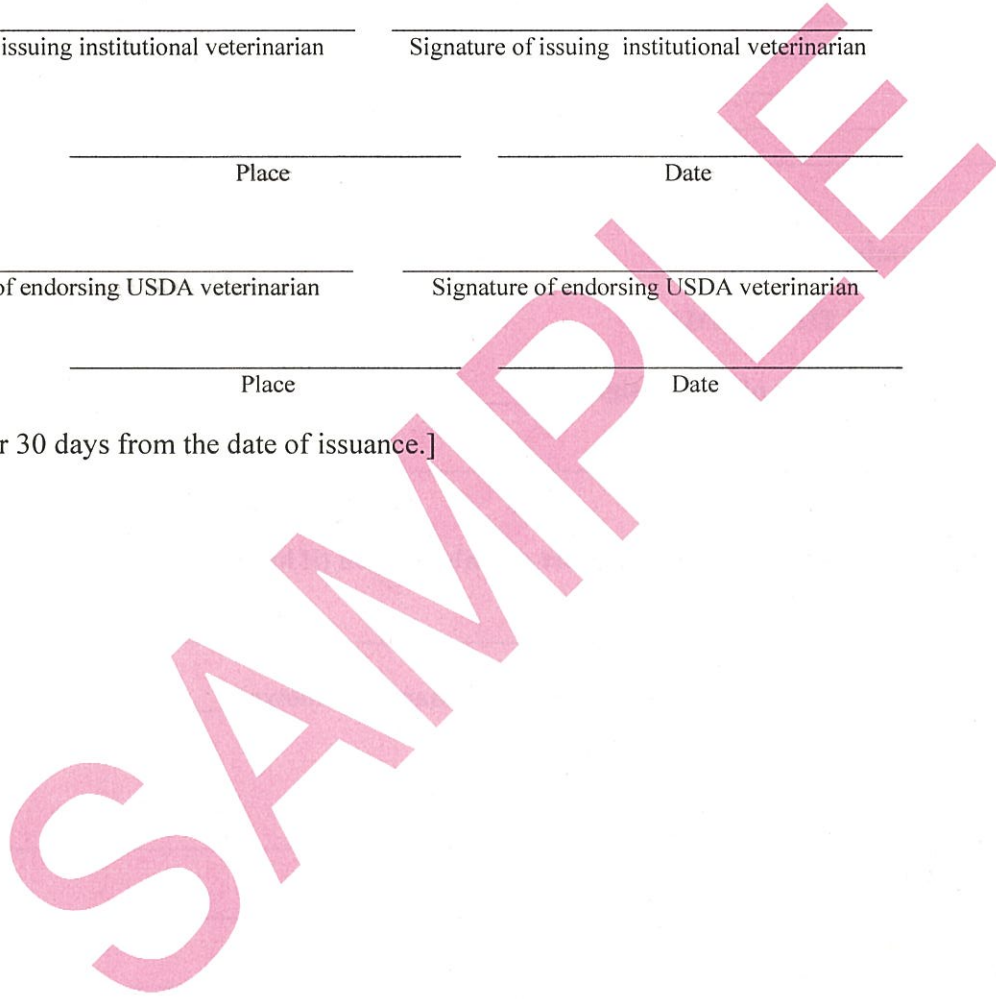 issuing institutional veterinarian Signature of issuing institutional veterinarian
Place Date
of endorsing USDA veterinarian Signature of endorsing USDA veterinarian
Place Date
r 30 days from the date of issuance.]
SAMPLE